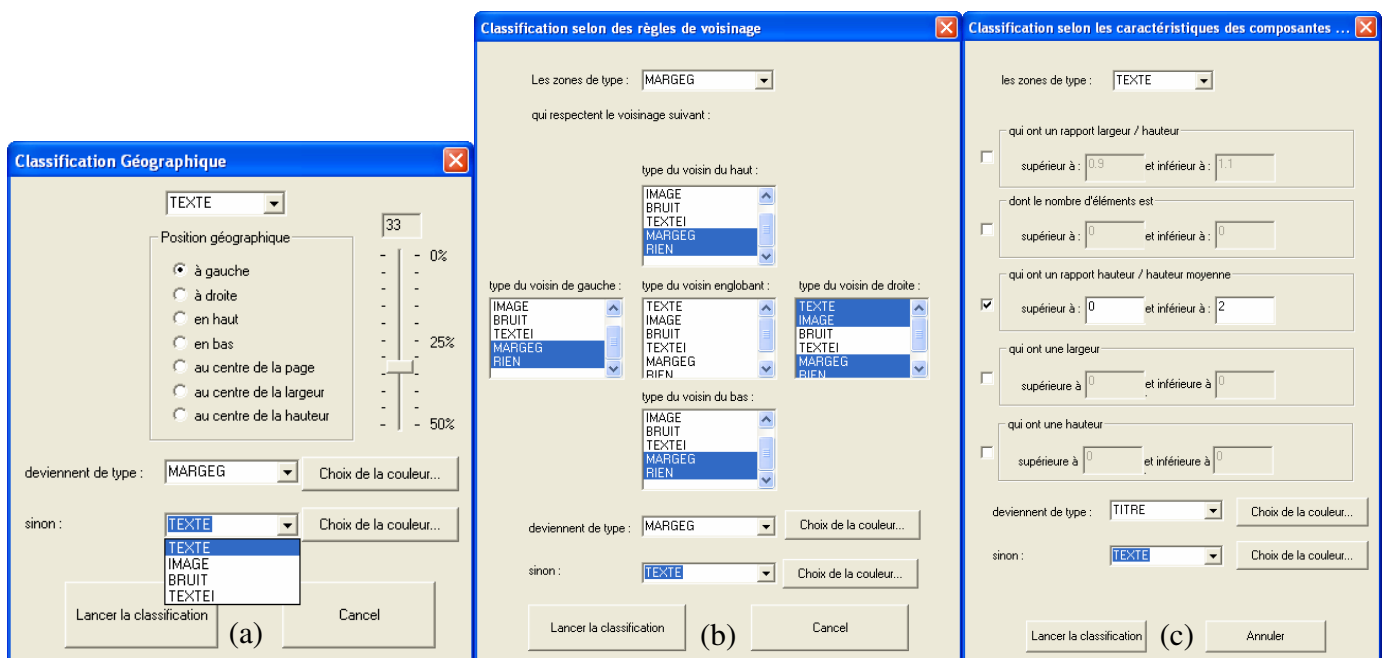 Classification Géographique
TEXTE
33
Position géographique
à gauche
à droite
en haut
en bas
au centre de la page
au centre de la largeur
au centre de la hauteur
0%
25%
50%
deviennent de type :
MARGEG
Choix de la couleur...
sinon :
TEXTE
Choix de la couleur...
TEXTE
IMAGE
BRUIT
TEXTEI
Lancer la classification
Cancel
(a)
Classification selon des règles de voisinage
Les zones de type :
MARGEG
qui respectent le voisinage suivant :
type du voisin du haut :
IMAGE
BRUIT
TEXTEI
MARGEG
RIEN
type du voisin de gauche :
IMAGE
BRUIT
TEXTEI
MARGEG
RIEN
type du voisin englobant :
TEXTE
IMAGE
BRUIT
TEXTEI
MARGEG
RIEN
type du voisin de droite :
TEXTE
IMAGE
BRUIT
TEXTEI
MARGEG
RIEN
type du voisin du bas :
IMAGE
BRUIT
TEXTEI
MARGEG
RIEN
deviennent de type :
MARGEG
Choix de la couleur...
sinon :
TEXTE
Choix de la couleur...
Lancer la classification
(b)
Cancel
Classification selon les caractéristiques des composantes ...
les zones de type :
TEXTE
qui ont un rapport largeur / hauteur
supérieur à : 0.9 et inférieur à : 1.1
dont le nombre d'éléments est
supérieur à : 0 et inférieur à : 0
qui ont un rapport hauteur / hauteur moyenne
supérieur à : 0 et inférieur à : 2
qui ont une largeur
supérieure à 0 et inférieure à 0
qui ont une hauteur
supérieure à 0 et inférieure à 0
deviennent de type :
TITRE
Choix de la couleur...
sinon :
TEXTE
Choix de la couleur...
Lancer la classification
(c)
Annuler